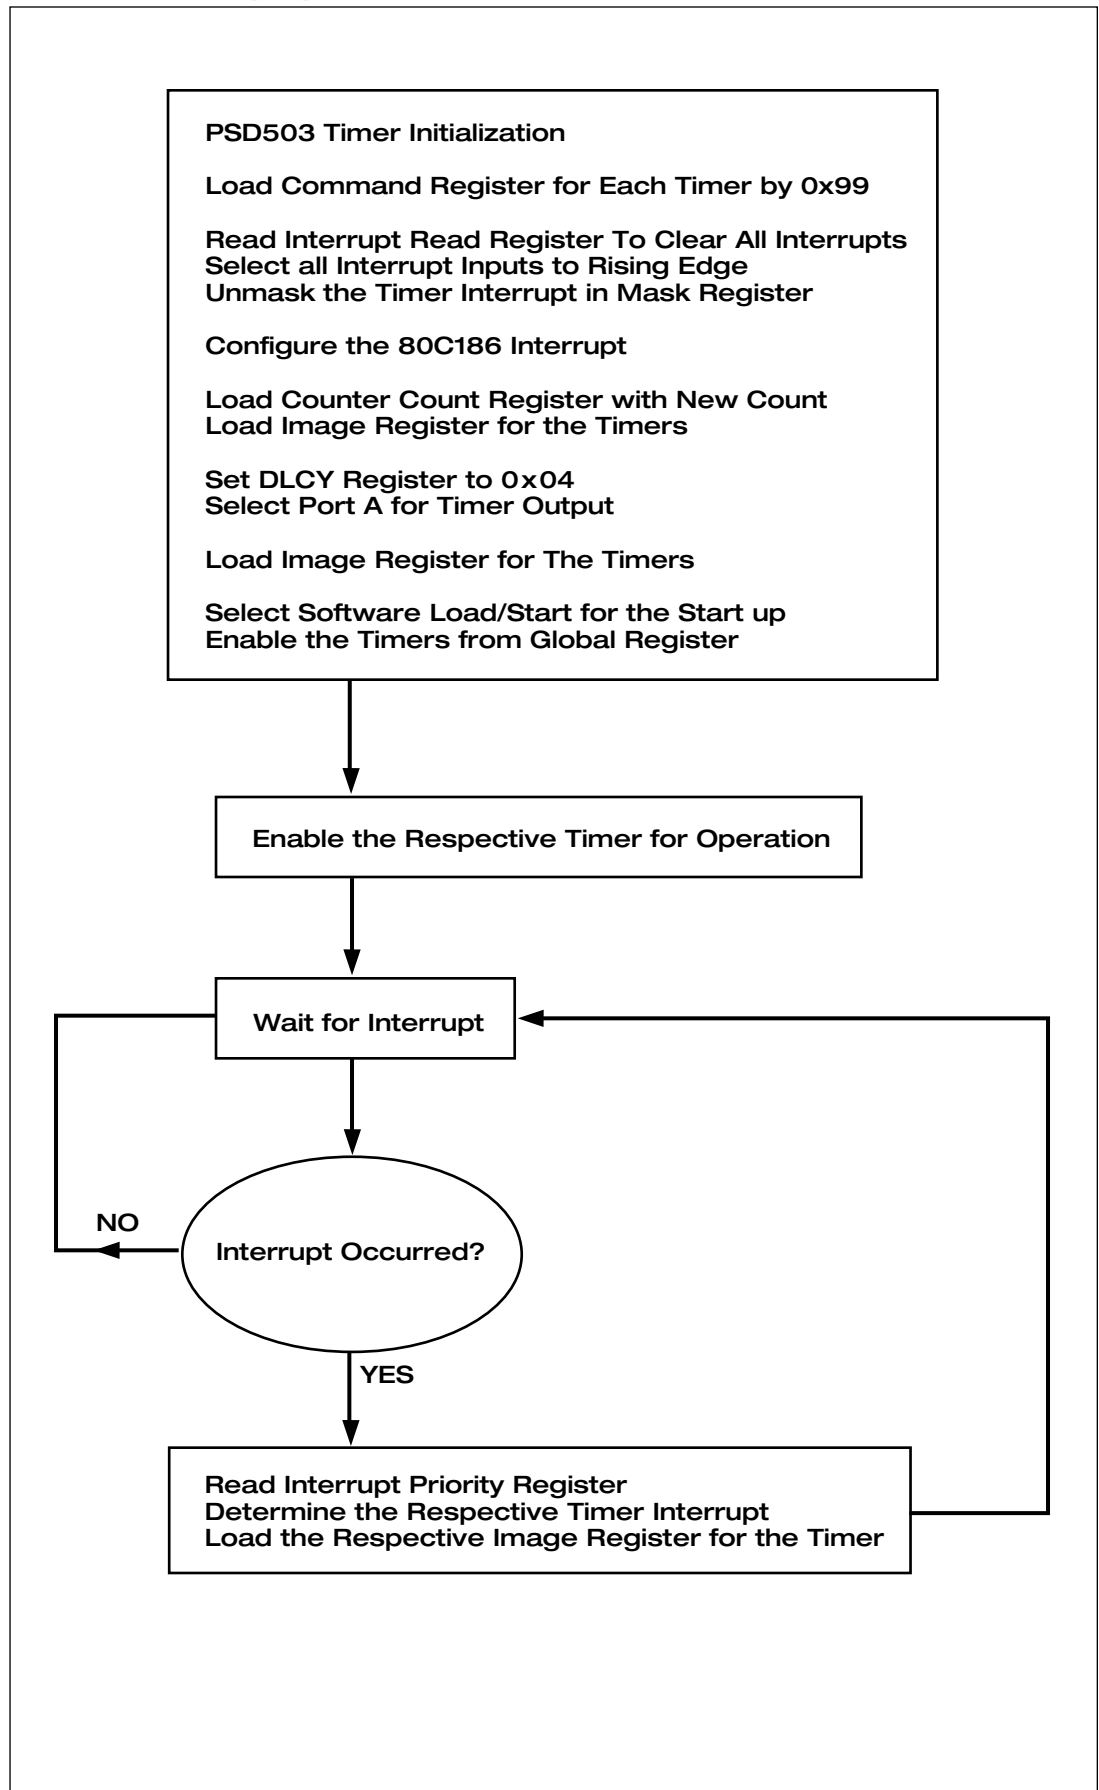 PSD503 Timer Initialization
Load Command Register for Each Timer by 0x99
Read Interrupt Read Register To Clear All Interrupts
Select all Interrupt Inputs to Rising Edge
Unmask the Timer Interrupt in Mask Register
Configure the 80C186 Interrupt
Load Counter Count Register with New Count
Load Image Register for the Timers
Set DLCY Register to 0x04
Select Port A for Timer Output
Load Image Register for The Timers
Select Software Load/Start for the Start up
Enable the Timers from Global Register
Enable the Respective Timer for Operation
Wait for Interrupt
NO
Interrupt Occurred?
YES
Read Interrupt Priority Register
Determine the Respective Timer Interrupt
Load the Respective Image Register for the Timer